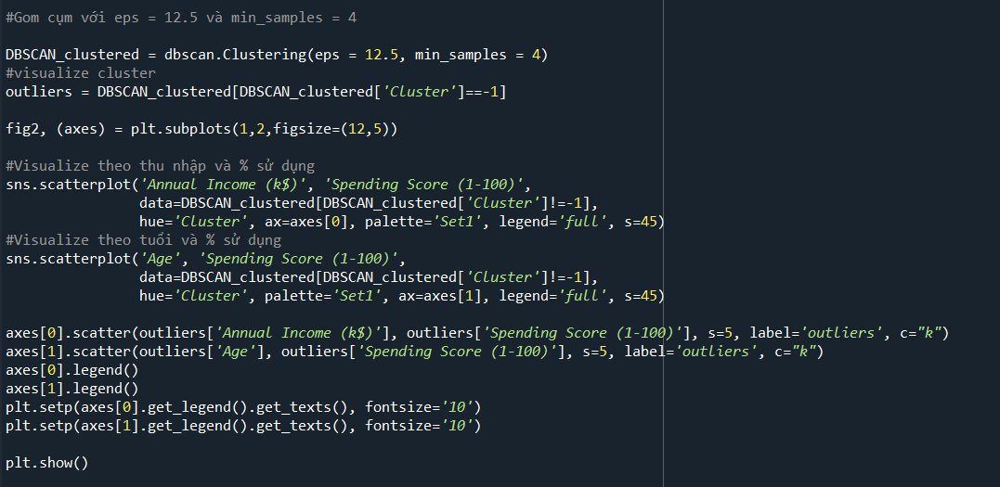 #Gom cụm với eps = 12.5 và min_samples = 4
DBSCAN_clustered = dbscan.Clustering(eps = 12.5, min_samples = 4)
#visualize cluster
outliers = DBSCAN_clustered[DBSCAN_clustered['Cluster']==-1]
fig2, (axes) = plt.subplots(1,2,figsize=(12,5))
#Visualize theo thu nhập và % sử dụng
sns.scatterplot('Annual Income (k$)', 'Spending Score (1-100)',
data=DBSCAN_clustered[DBSCAN_clustered['Cluster']!=-1],
hue='Cluster', ax=axes[0], palette='Set1', legend='full', s=45)
#Visualize theo tuổi và % sử dụng
sns.scatterplot('Age', 'Spending Score (1-100)',
data=DBSCAN_clustered[DBSCAN_clustered['Cluster']!=-1],
hue='Cluster', palette='Set1', ax=axes[1], legend='full', s=45)
axes[0].scatter(outliers['Annual Income (k$)'], outliers['Spending Score (1-100)'], s=5, label='outliers', c="k")
axes[1].scatter(outliers['Age'], outliers['Spending Score (1-100)'], s=5, label='outliers', c="k")
axes[0].legend()
axes[1].legend()
plt.setp(axes[0].get_legend().get_texts(), fontsize='10')
plt.setp(axes[1].get_legend().get_texts(), fontsize='10')
plt.show()